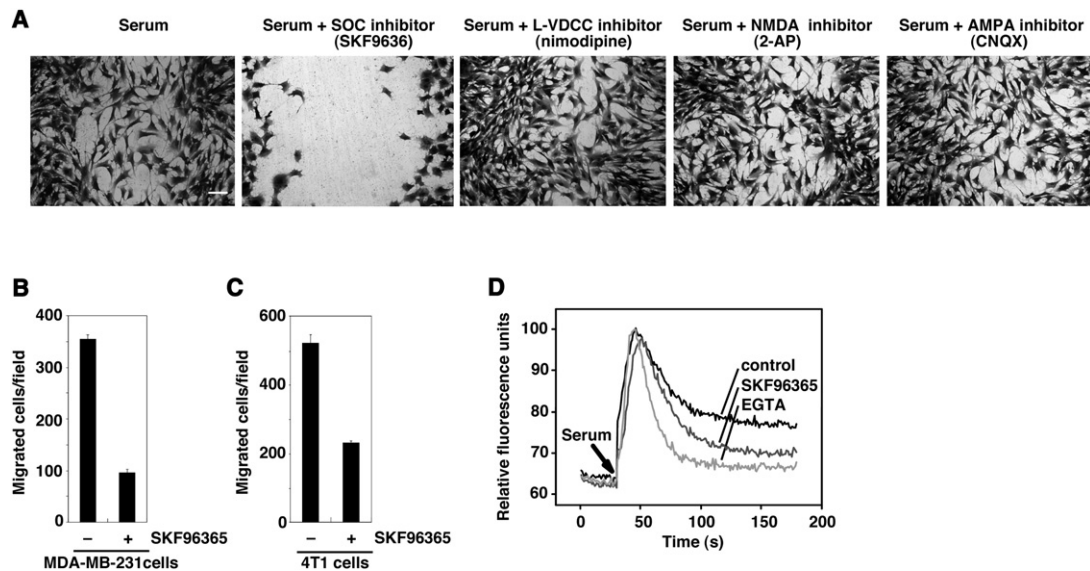 A
Serum
Serum + SOC inhibitor
(SKF9636)
Serum + L-VDCC inhibitor
(nimodipine)
Serum + NMDA inhibitor
(2-AP)
Serum + AMPA inhibitor
(CNQX)
B
Migrated cells/field
400
300
200
100
0
– + SKF96365
MDA-MB-231cells
C
Migrated cells/field
600
400
200
0
– + SKF96365
4T1 cells
D
Relative fluorescence units
100
90
80
70
60
control
SKF96365
EGTA
Serum
0 50 100 150 200
Time (s)